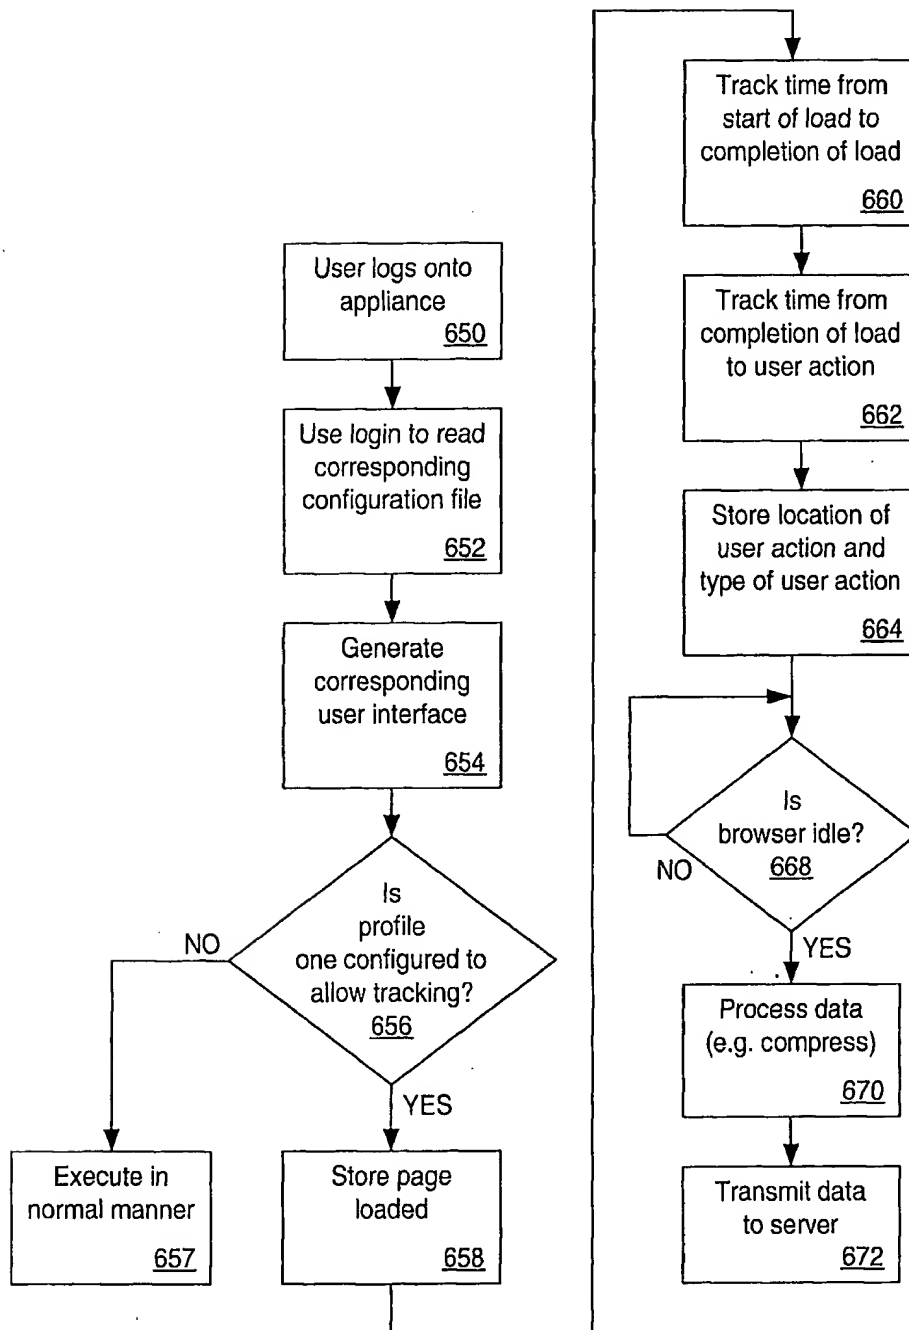 User logs onto
appliance
650
Use login to read
corresponding
configuration file
652
Generate
corresponding
user interface
654
Is
profile
one configured to
allow tracking?
656
NO
YES
Execute in
normal manner
657
Store page
loaded
658
Track time from
start of load to
completion of load
660
Track time from
completion of load
to user action
662
Store location of
user action and
type of user action
664
Is
browser idle?
668
NO
YES
Process data
(e.g. compress)
670
Transmit data
to server
672